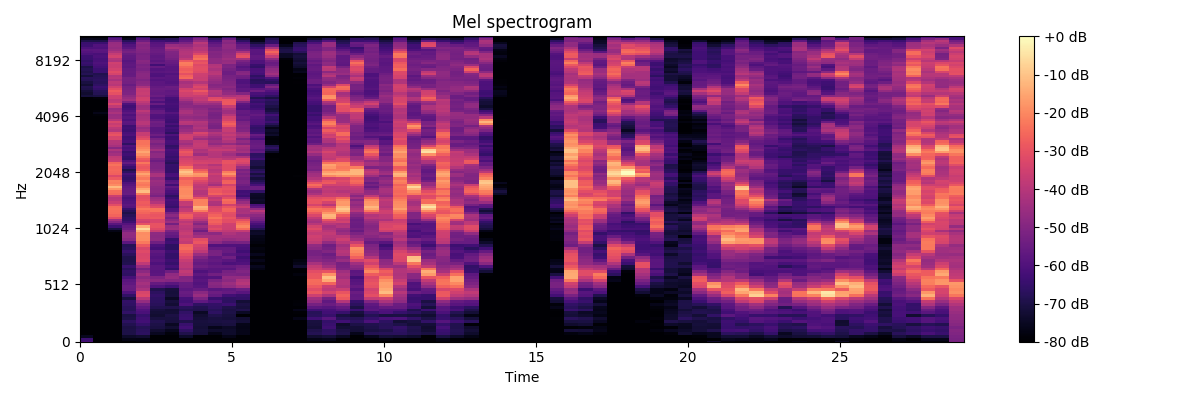 Mel spectrogram
Hz
8192
4096
2048
1024
512
0
0 5 10 15 20 25
Time
+0 dB
-10 dB
-20 dB
-30 dB
-40 dB
-50 dB
-60 dB
-70 dB
-80 dB